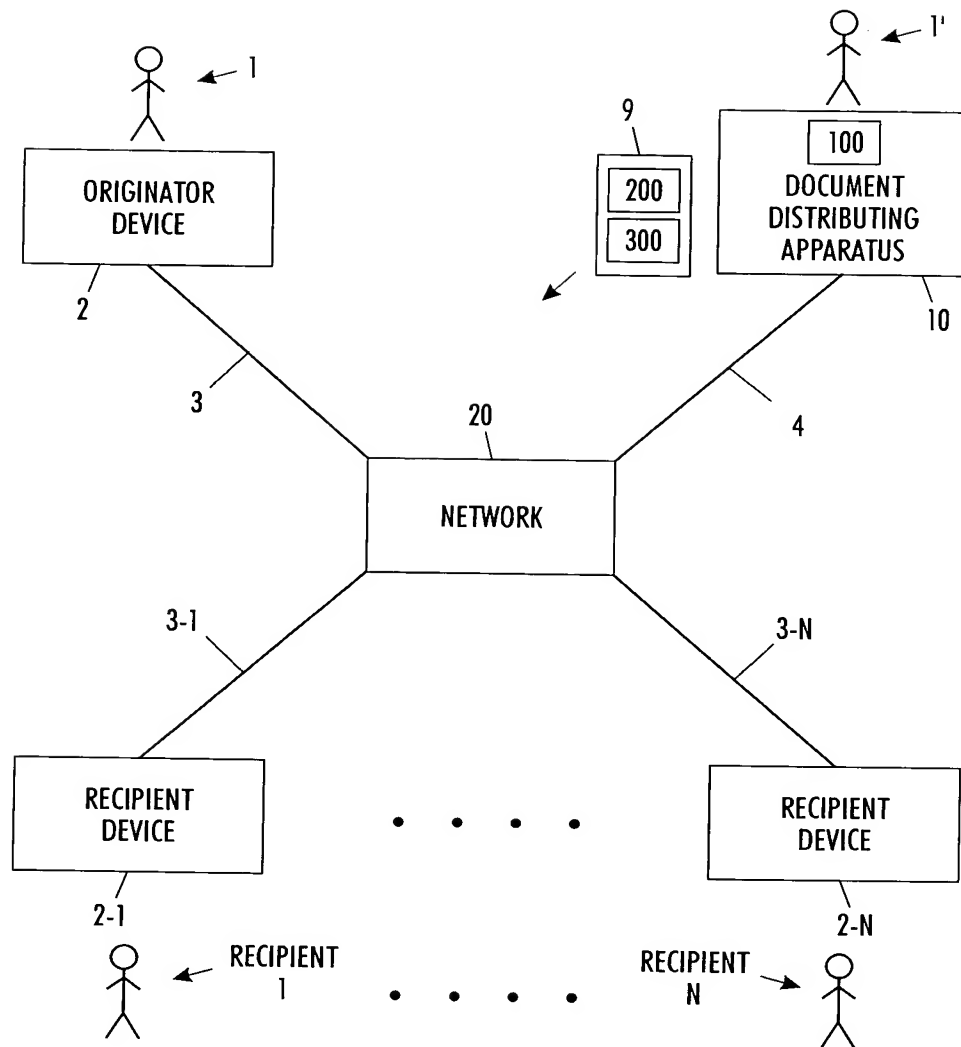 1
1'
9
100
ORIGINATOR
DEVICE
200
300
DOCUMENT
DISTRIBUTING
APPARATUS
2
10
3
20
4
NETWORK
3-1
3-N
RECIPIENT
DEVICE
RECIPIENT
DEVICE
2-1
2-N
RECIPIENT
1
RECIPIENT
N